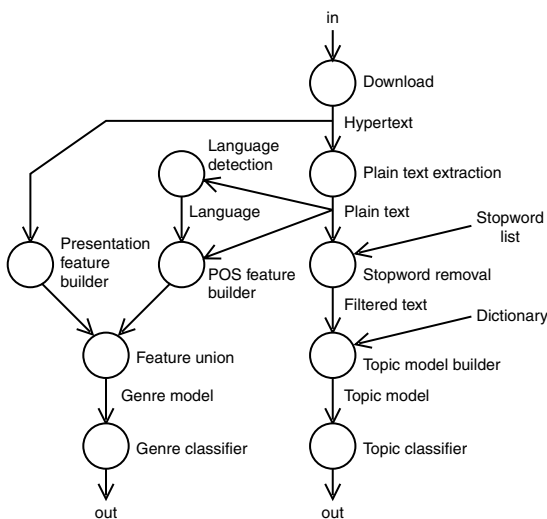 in
Download
Hypertext
Language
detection
Plain text extraction
Language
Plain text
Stopword
list
Presentation
feature
builder
POS feature
builder
Stopword removal
Filtered text
Dictionary
Feature union
Topic model builder
Genre model
Topic model
Genre classifier
Topic classifier
out
out